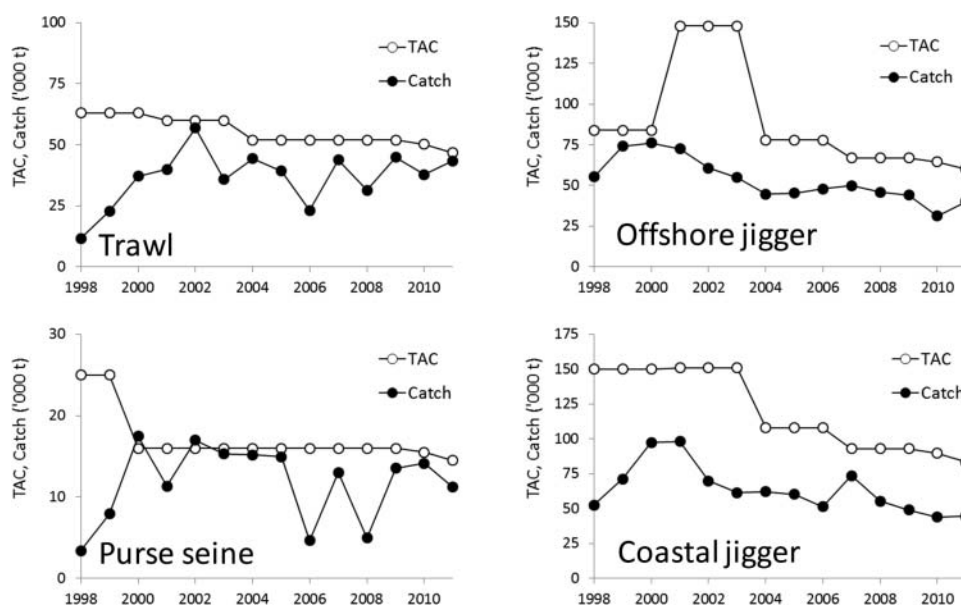 100
75
50
25
0
TAC, Catch ('000 t)
TAC
Catch
Trawl
1998 2000 2002 2004 2006 2008 2010
150
125
100
75
50
25
0
TAC, Catch ('000 t)
TAC
Catch
Offshore jigger
1998 2000 2002 2004 2006 2008 2010
30
20
10
0
TAC, Catch ('000 t)
TAC
Catch
Purse seine
1998 2000 2002 2004 2006 2008 2010
175
150
125
100
75
50
25
0
TAC, Catch ('000 t)
TAC
Catch
Coastal jigger
1998 2000 2002 2004 2006 2008 2010